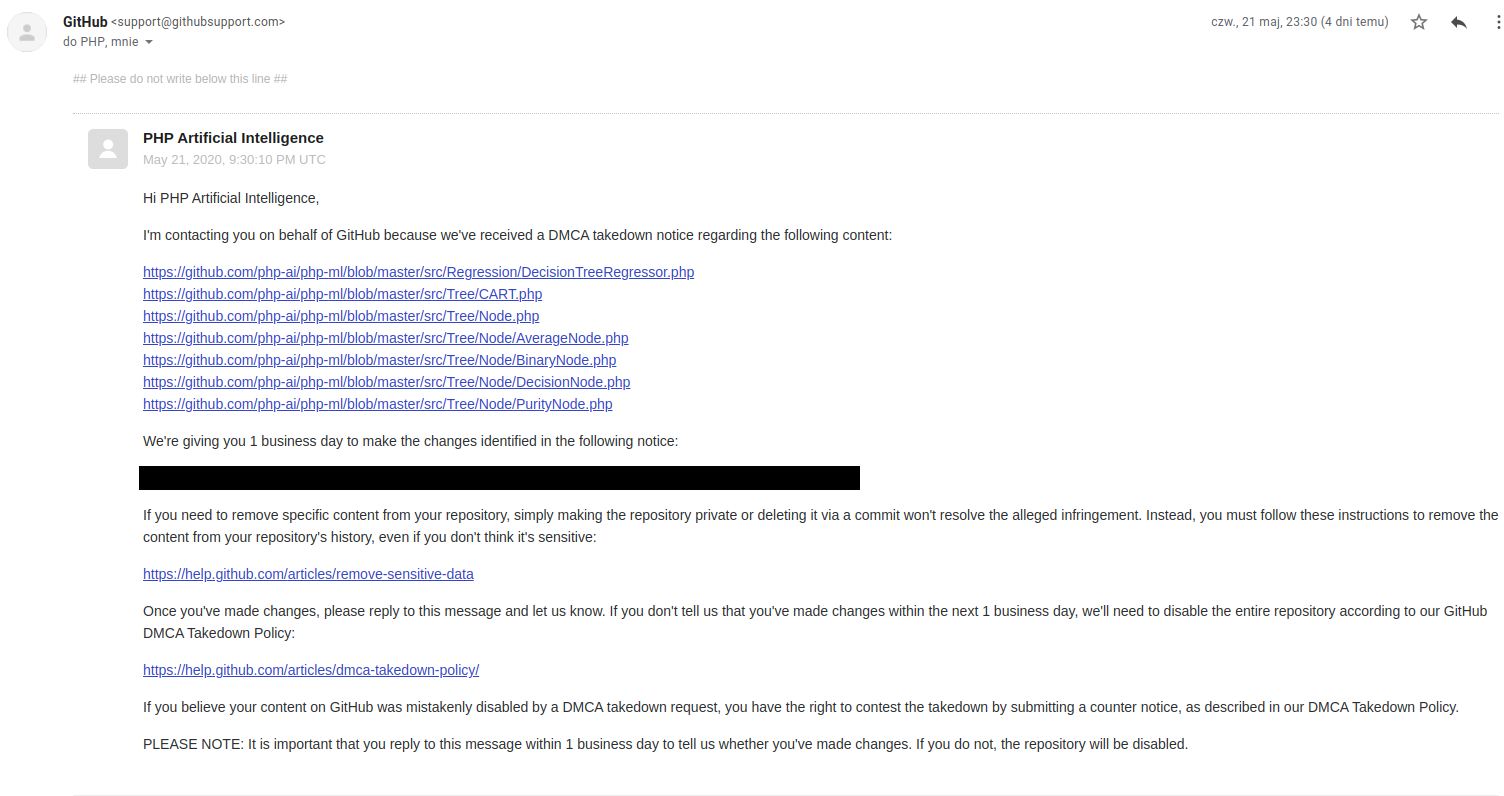 GitHub <support@githubsupport.com>
czw., 21 maj, 23:30 (4 dni temu)
do PHP, mnie
## Please do not write below this line ##
PHP Artificial Intelligence
May 21, 2020, 9:30:10 PM UTC
Hi PHP Artificial Intelligence,
I'm contacting you on behalf of GitHub because we've received a DMCA takedown notice regarding the following content:
https://github.com/php-ai/php-ml/blob/master/src/Regression/DecisionTreeRegressor.php
https://github.com/php-ai/php-ml/blob/master/src/Tree/CART.php
https://github.com/php-ai/php-ml/blob/master/src/Tree/Node.php
https://github.com/php-ai/php-ml/blob/master/src/Tree/Node/AverageNode.php
https://github.com/php-ai/php-ml/blob/master/src/Tree/Node/BinaryNode.php
https://github.com/php-ai/php-ml/blob/master/src/Tree/Node/DecisionNode.php
https://github.com/php-ai/php-ml/blob/master/src/Tree/Node/PurityNode.php
We're giving you 1 business day to make the changes identified in the following notice:
If you need to remove specific content from your repository, simply making the repository private or deleting it via a commit won't resolve the alleged infringement. Instead, you must follow these instructions to remove the
content from your repository's history, even if you don't think it's sensitive:
https://help.github.com/articles/remove-sensitive-data
Once you've made changes, please reply to this message and let us know. If you don't tell us that you've made changes within the next 1 business day, we'll need to disable the entire repository according to our GitHub
DMCA Takedown Policy:
https://help.github.com/articles/dmca-takedown-policy/
If you believe your content on GitHub was mistakenly disabled by a DMCA takedown request, you have the right to contest the takedown by submitting a counter notice, as described in our DMCA Takedown Policy.
PLEASE NOTE: It is important that you reply to this message within 1 business day to tell us whether you've made changes. If you do not, the repository will be disabled.